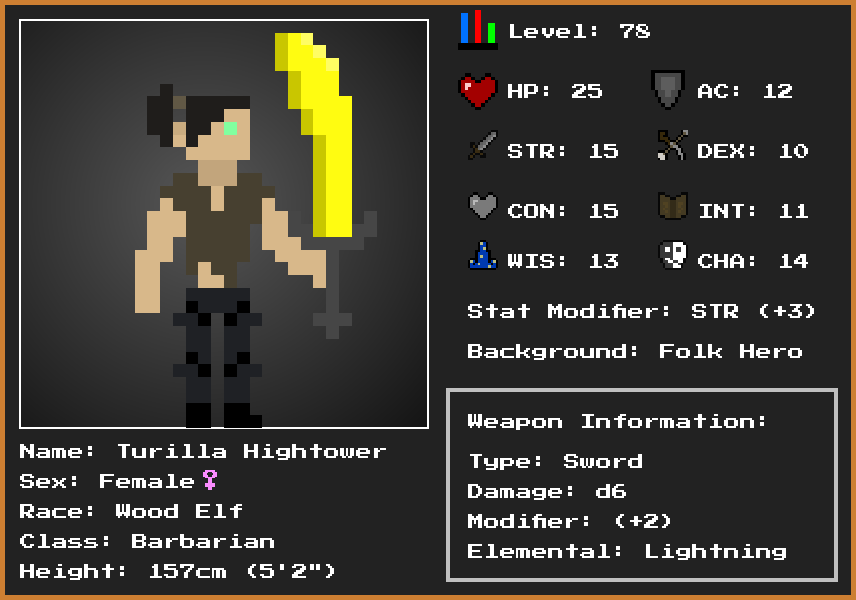 Level: 78
HP: 25
AC: 12
STR: 15
DEX: 10
CON: 15
INT: 11
WIS: 13
CHA: 14
Stat Modifier: STR (+3)
Background: Folk Hero
Name: Turilla Hightower
Sex: Female♀
Race: Wood Elf
Class: Barbarian
Height: 157cm (5'2")
Weapon Information:
Type: Sword
Damage: d6
Modifier: (+2)
Elemental: Lightning